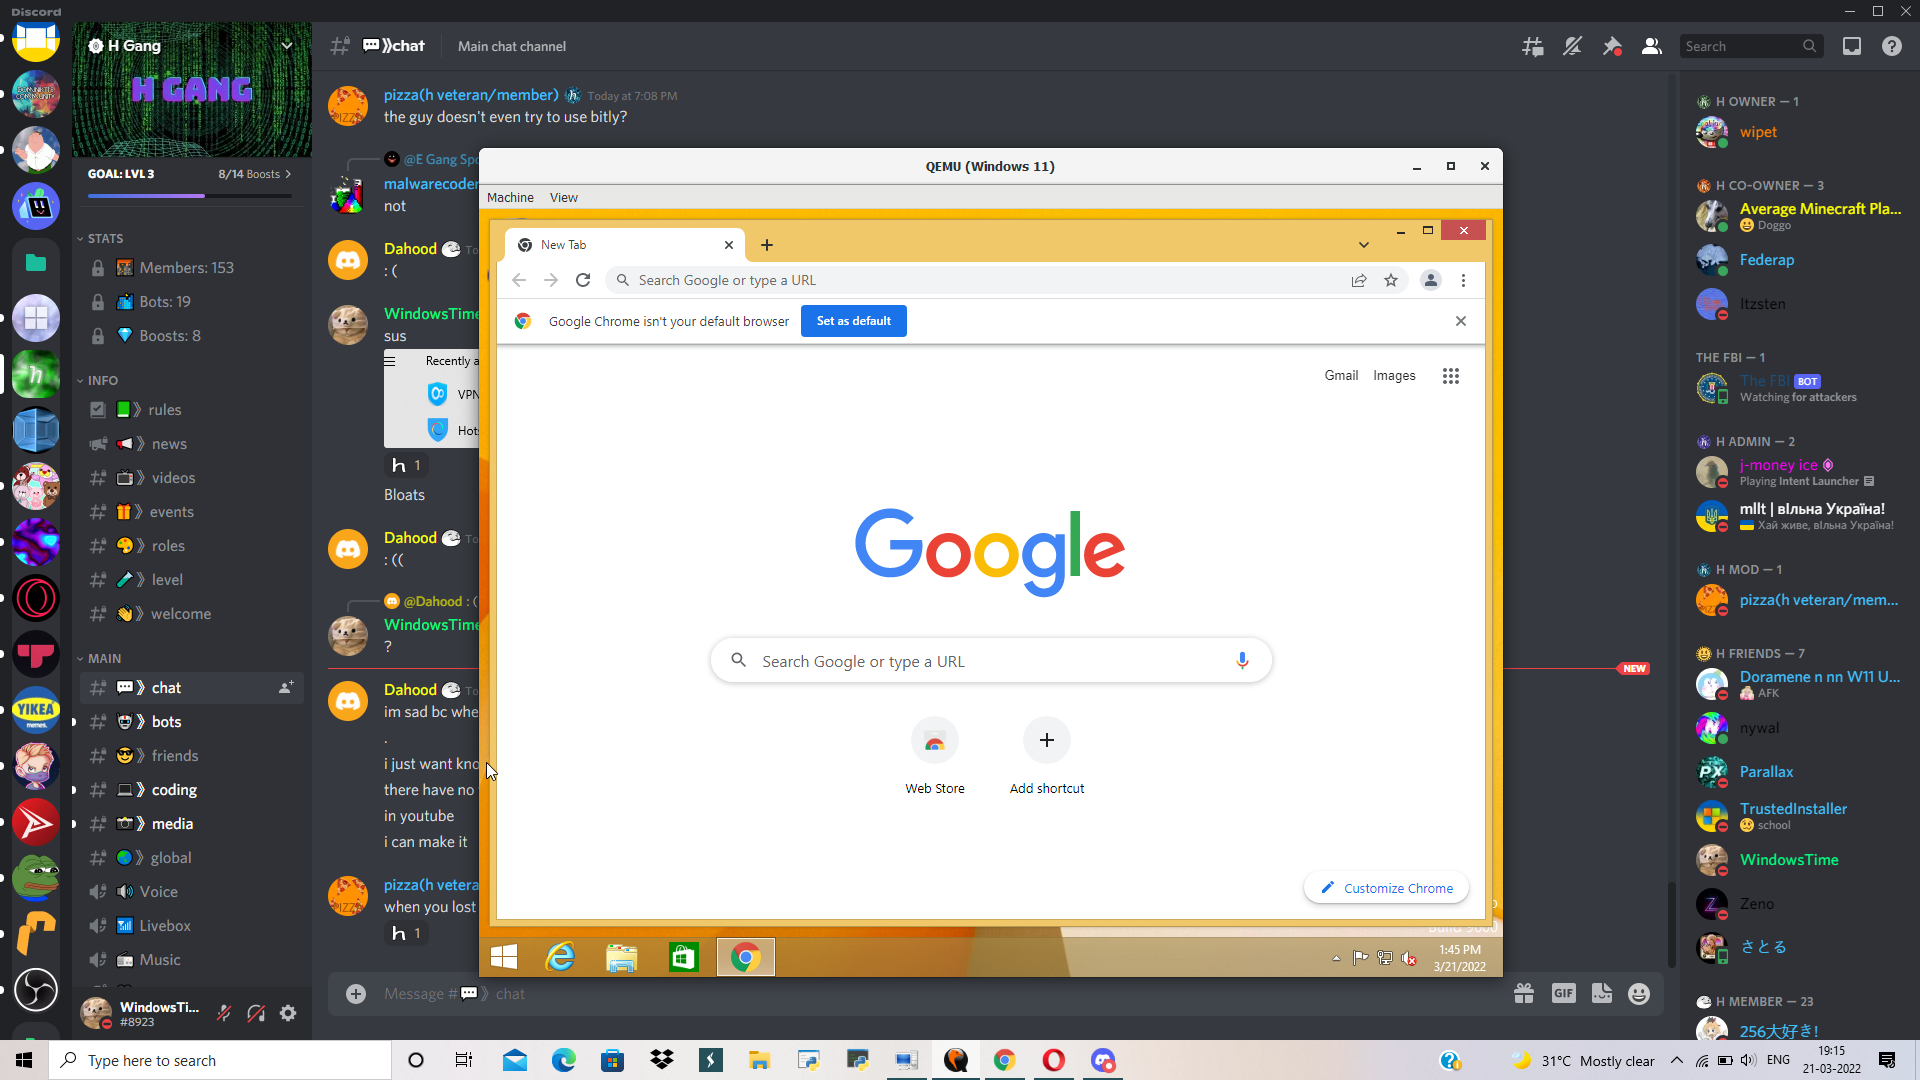 Discord
H Gang
H GANG
GOAL: LVL 3
8/14 Boosts
STATS
Members: 153
Bots: 19
Boosts: 8
INFO
rules
news
videos
events
roles
level
welcome
MAIN
chat
bots
friends
coding
media
global
Voice
Livebox
Music
YIKEA
memes.
WindowsTi...
#8923
chat
Main chat channel
Search
pizza(h veteran/member)
Today at 7:08 PM
the guy doesn't even try to use bitly?
@E Gang Spo
malwarecoder
not
Dahood
To
: (
WindowsTime
sus
Recently a
VPN
Hots
h 1
Bloats
Dahood
To
: ((
@Dahood : (
WindowsTime
?
NEW
Dahood
To
im sad bc whe
.
i just want kno
there have no
in youtube
i can make it
pizza(h vetera
when you lost
h 1
Message #
chat
GIF
QEMU (Windows 11)
Machine
View
New Tab
Search Google or type a URL
Google Chrome isn't your default browser
Set as default
Gmail
Images
Google
Search Google or type a URL
Web Store
Add shortcut
Customize Chrome
1:45 PM
3/21/2022
H OWNER — 1
wipet
H CO-OWNER — 3
Average Minecraft Pla...
Doggo
Federap
Itzsten
THE FBI — 1
The FBI
BOT
Watching for attackers
H ADMIN — 2
j-money ice
Playing Intent Launcher
mllt | вIльна Україна!
Хай живе, вIльна Україна!
H MOD — 1
pizza(h veteran/mem...
H FRIENDS — 7
Doramene n nn W11 U...
AFK
nywal
Parallax
TrustedInstaller
school
WindowsTime
Zeno
さとる
H MEMBER — 23
256大好き!
Type here to search
31°C Mostly clear
ENG
19:15
21-03-2022